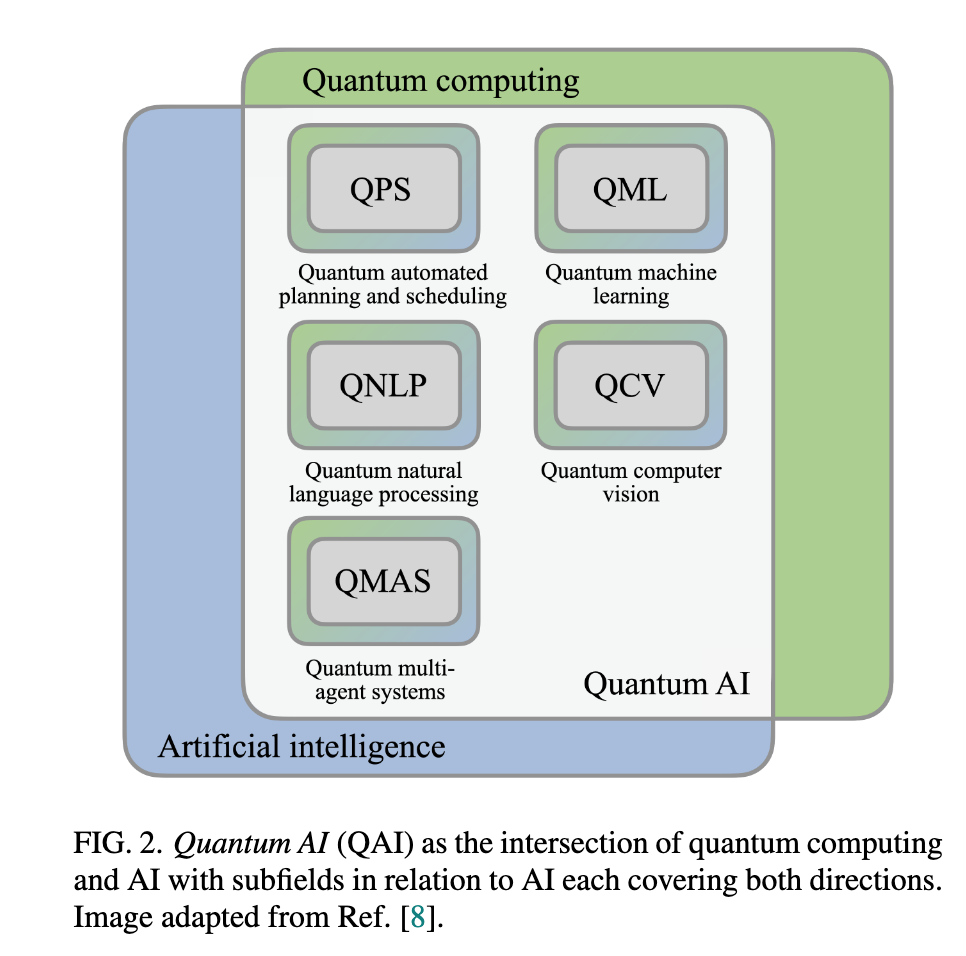 Quantum computing
QPS
QML
Quantum automated
planning and scheduling
Quantum machine
learning
QNLP
QCV
Quantum natural
language processing
Quantum computer
vision
QMAS
Quantum multi-
agent systems
Quantum AI
Artificial intelligence
FIG. 2. Quantum AI (QAI) as the intersection of quantum computing
and AI with subfields in relation to AI each covering both directions.
Image adapted from Ref. [8].